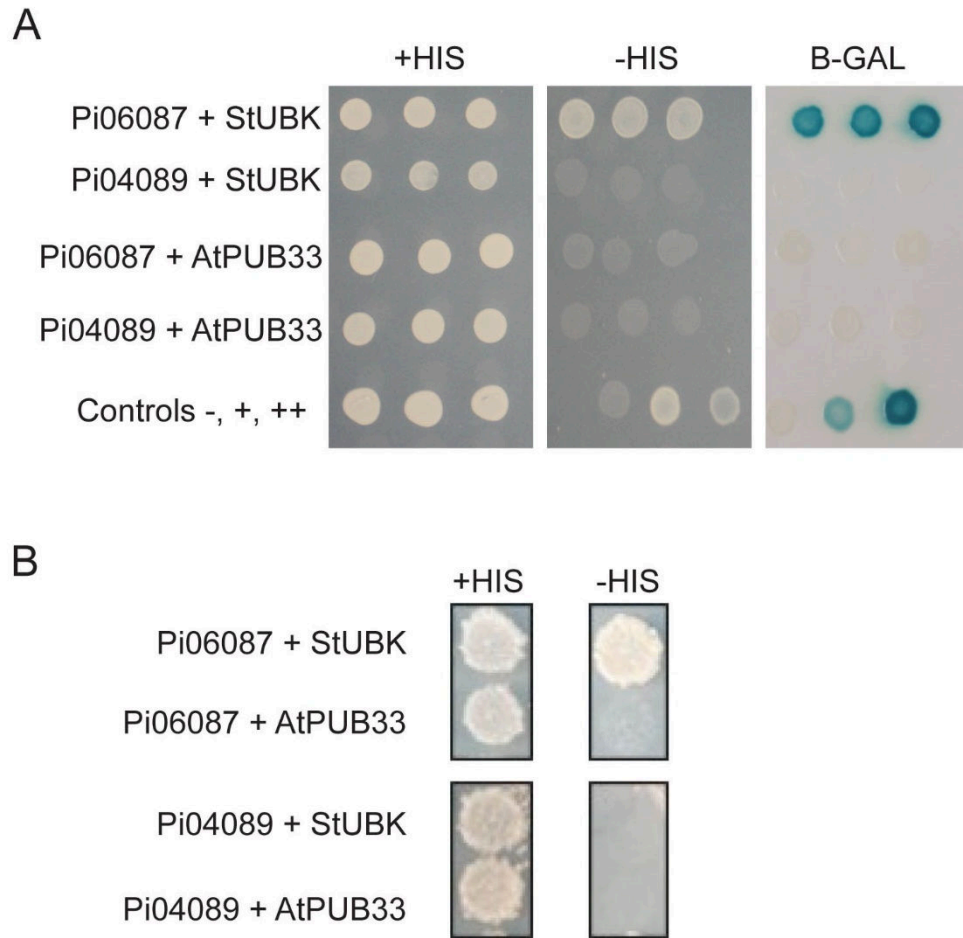 A
+HIS -HIS B-GAL
Pi06087 + StUBK
Pi04089 + StUBK
Pi06087 + AtPUB33
Pi04089 + AtPUB33
Controls -, +, ++
B
+HIS -HIS
Pi06087 + StUBK
Pi06087 + AtPUB33
Pi04089 + StUBK
Pi04089 + AtPUB33